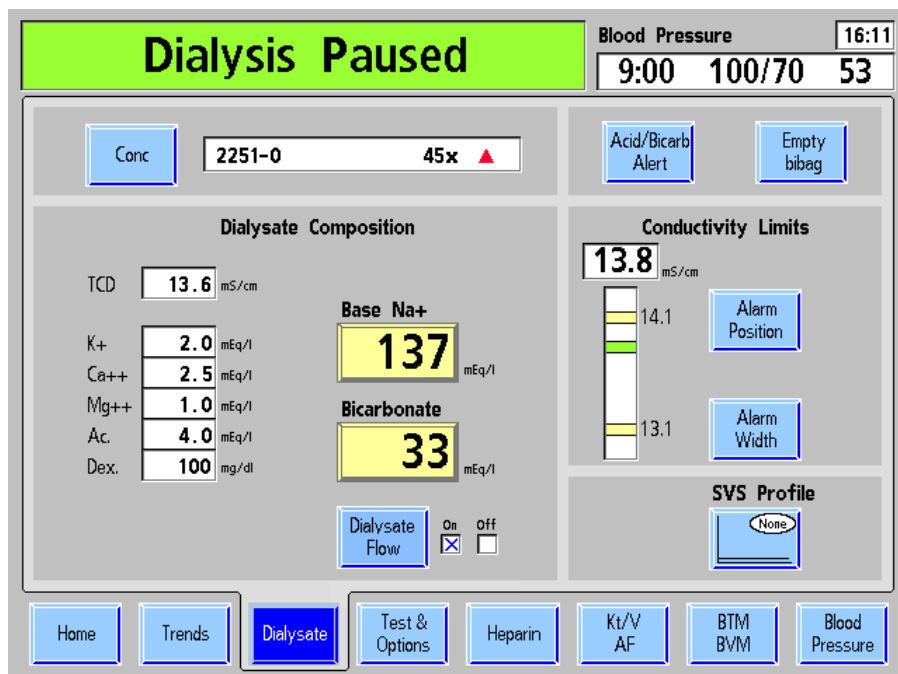 Dialysis Paused
Blood Pressure 16:11
9:00 100/70 53
Conc 2251-0 45x
Acid/Bicarb
Alert
Empty
bibag
Dialysate Composition
TCD 13.6 mS/cm
K+ 2.0 mEq/l
Ca++ 2.5 mEq/l
Mg++ 1.0 mEq/l
Ac. 4.0 mEq/l
Dex. 100 mg/dl
Base Na+
137 mEq/l
Bicarbonate
33 mEq/l
Dialysate
Flow
On Off
Conductivity Limits
13.8 mS/cm
14.1
Alarm
Position
13.1
Alarm
Width
SVS Profile
None
Home
Trends
Dialysate
Test &
Options
Heparin
Kt/V
AF
BTM
BVM
Blood
Pressure